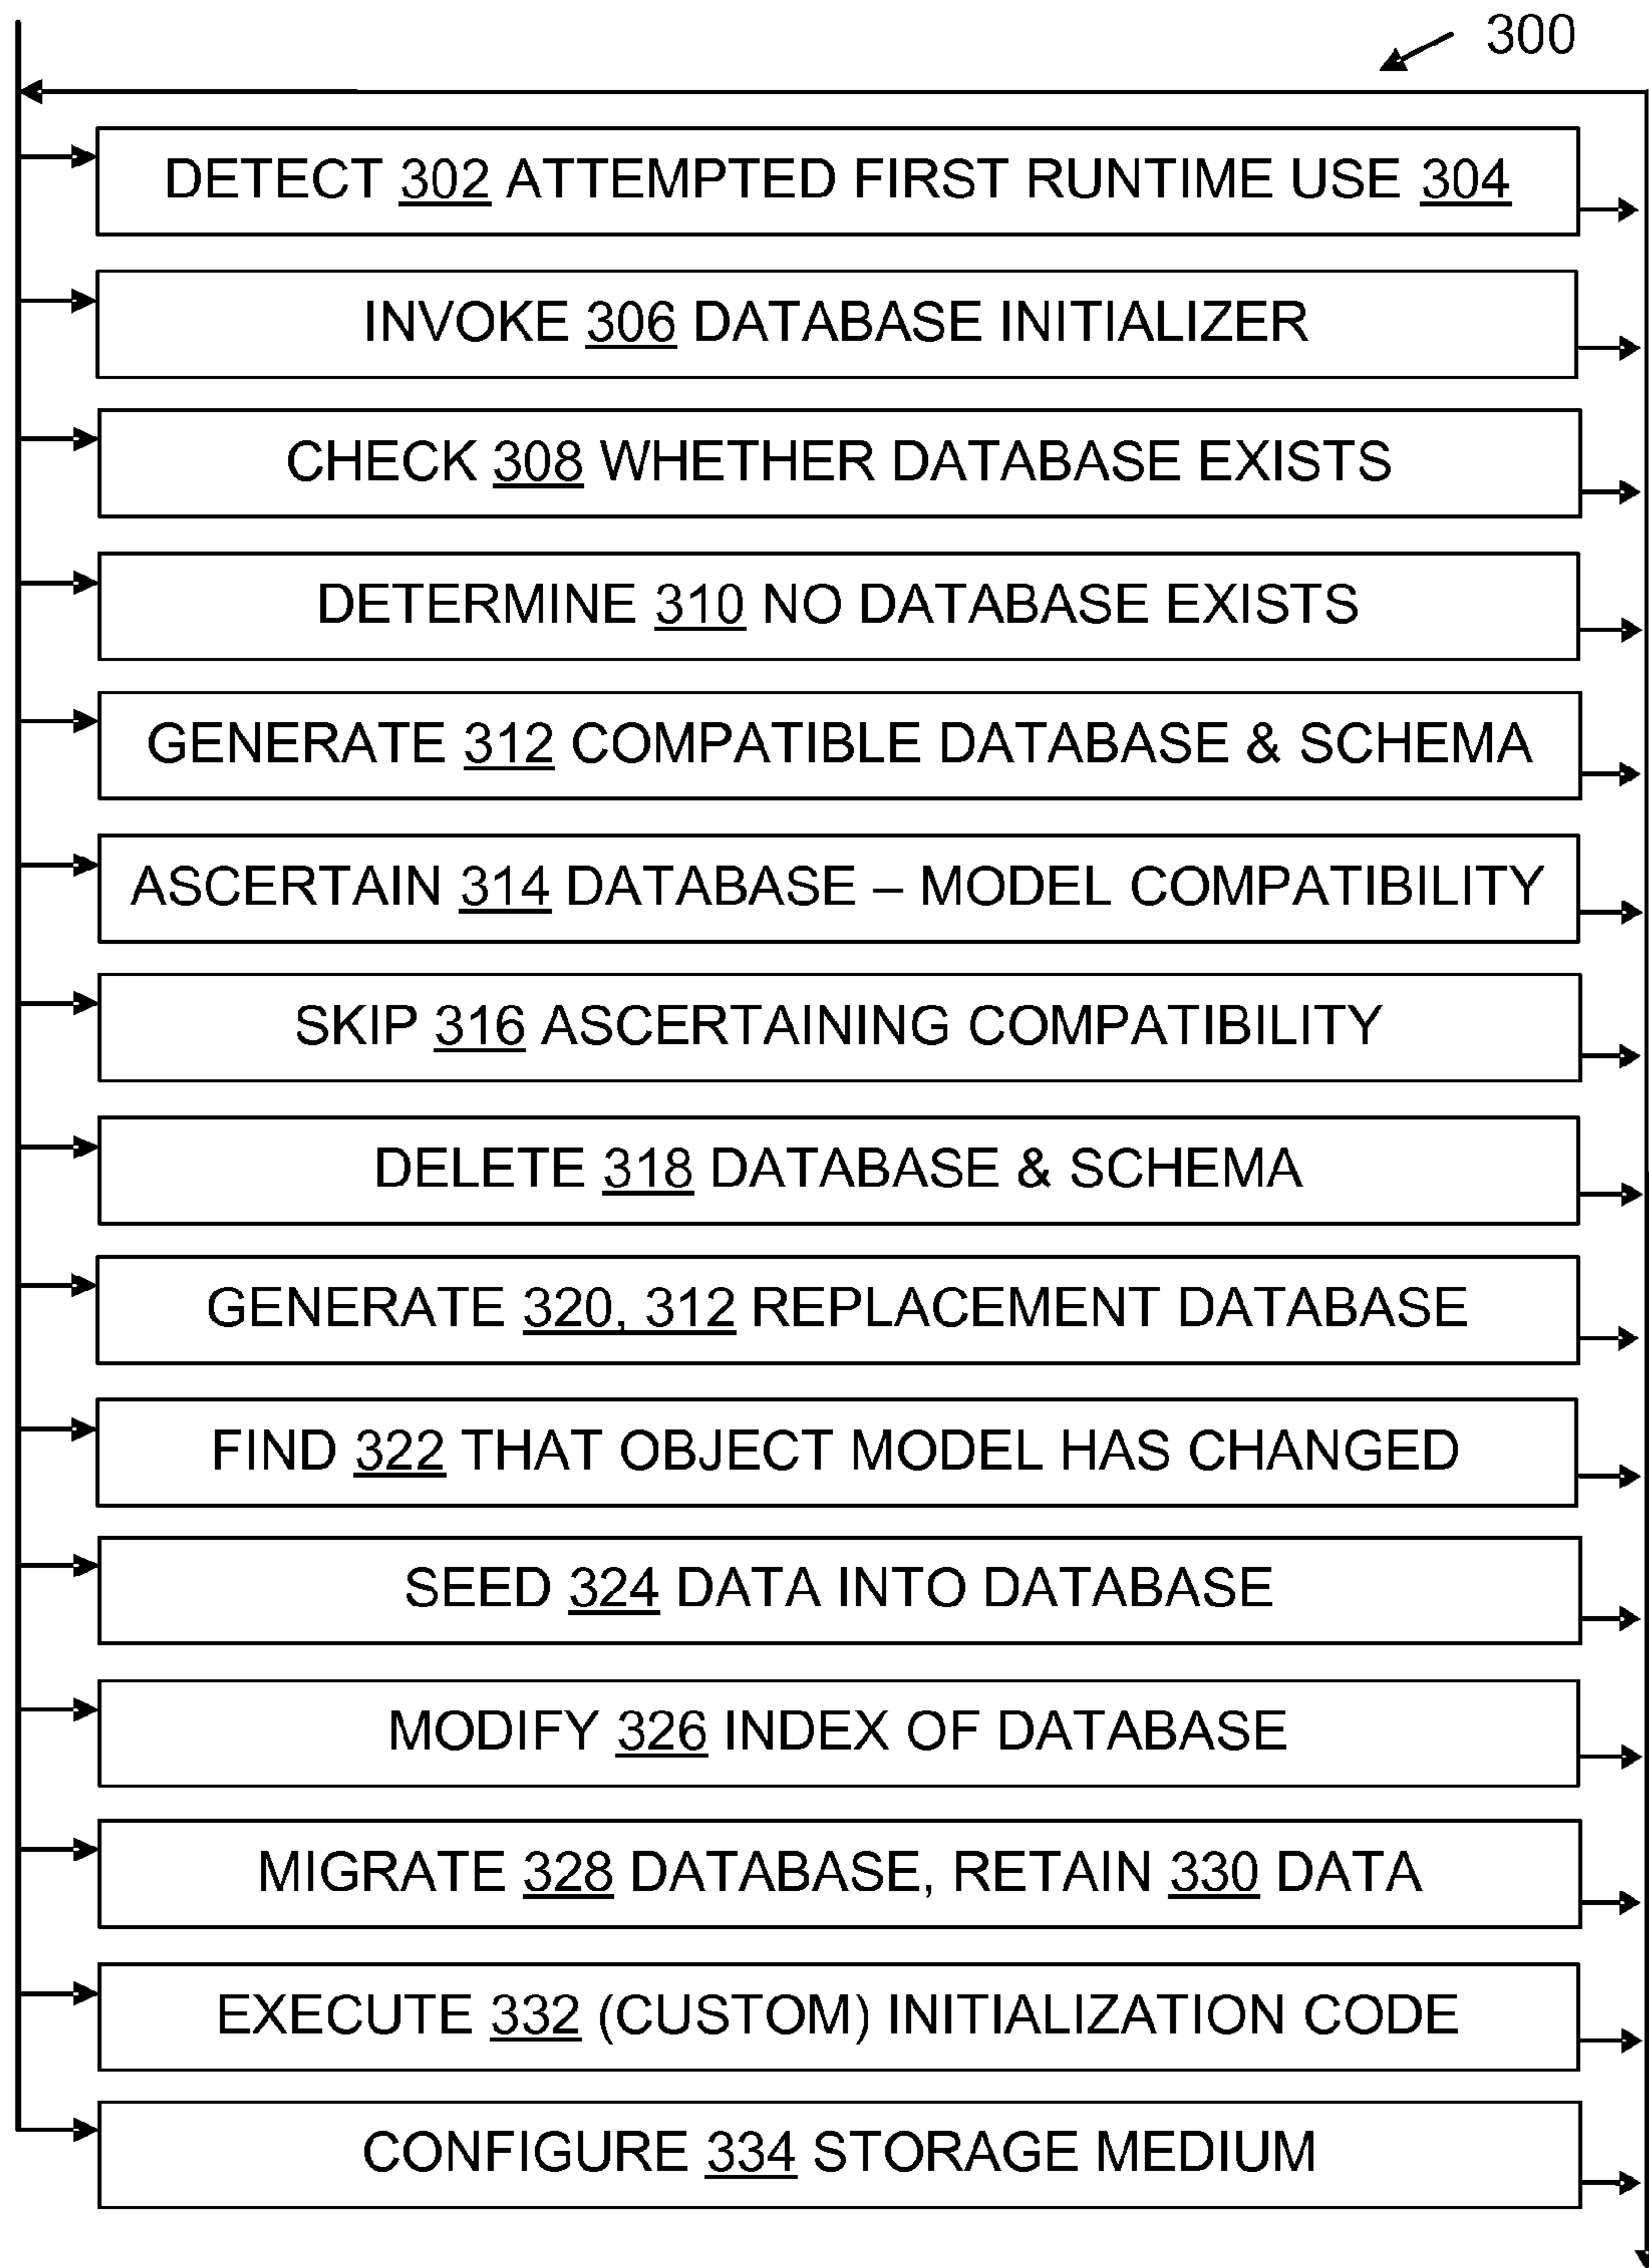 300
DETECT 302 ATTEMPTED FIRST RUNTIME USE 304
INVOKE 306 DATABASE INITIALIZER
CHECK 308 WHETHER DATABASE EXISTS
DETERMINE 310 NO DATABASE EXISTS
GENERATE 312 COMPATIBLE DATABASE & SCHEMA
ASCERTAIN 314 DATABASE – MODEL COMPATIBILITY
SKIP 316 ASCERTAINING COMPATIBILITY
DELETE 318 DATABASE & SCHEMA
GENERATE 320, 312 REPLACEMENT DATABASE
FIND 322 THAT OBJECT MODEL HAS CHANGED
SEED 324 DATA INTO DATABASE
MODIFY 326 INDEX OF DATABASE
MIGRATE 328 DATABASE, RETAIN 330 DATA
EXECUTE 332 (CUSTOM) INITIALIZATION CODE
CONFIGURE 334 STORAGE MEDIUM